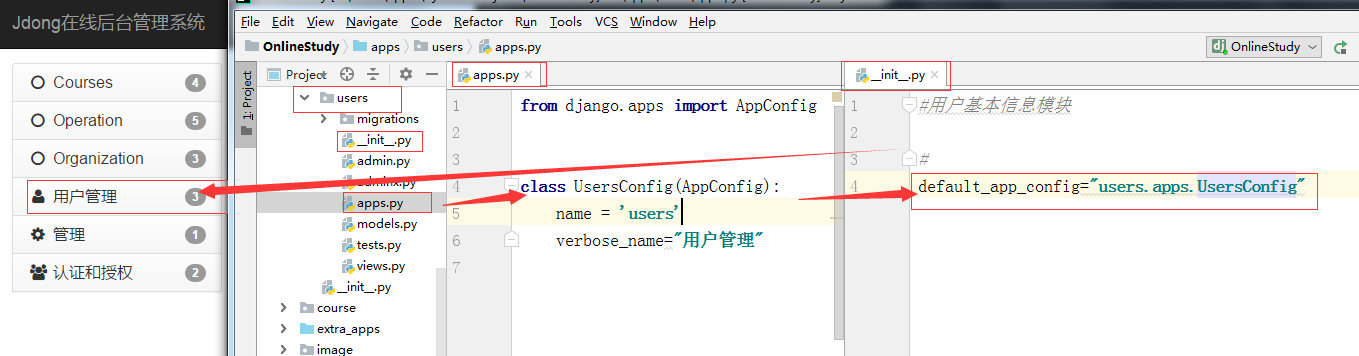 Jdong在线后台管理系统
Courses 4
Operation 5
Organization 3
用户管理 3
管理 1
认证和授权 2
File Edit View Navigate Code Refactor Run Tools VCS Window Help
OnlineStudy apps users apps.py
OnlineStudy
1: Project
Project
users
migrations
__init__.py
admin.py
adminx.py
apps.py
models.py
tests.py
views.py
__init__.py
course
extra_apps
image
apps.py
1 from django.apps import AppConfig
2
3
4 class UsersConfig(AppConfig):
5 name = 'users'
6 verbose_name="用户管理"
7
__init__.py
1 #用户基本信息模块
2
3 #
4 default_app_config="users.apps.UsersConfig"